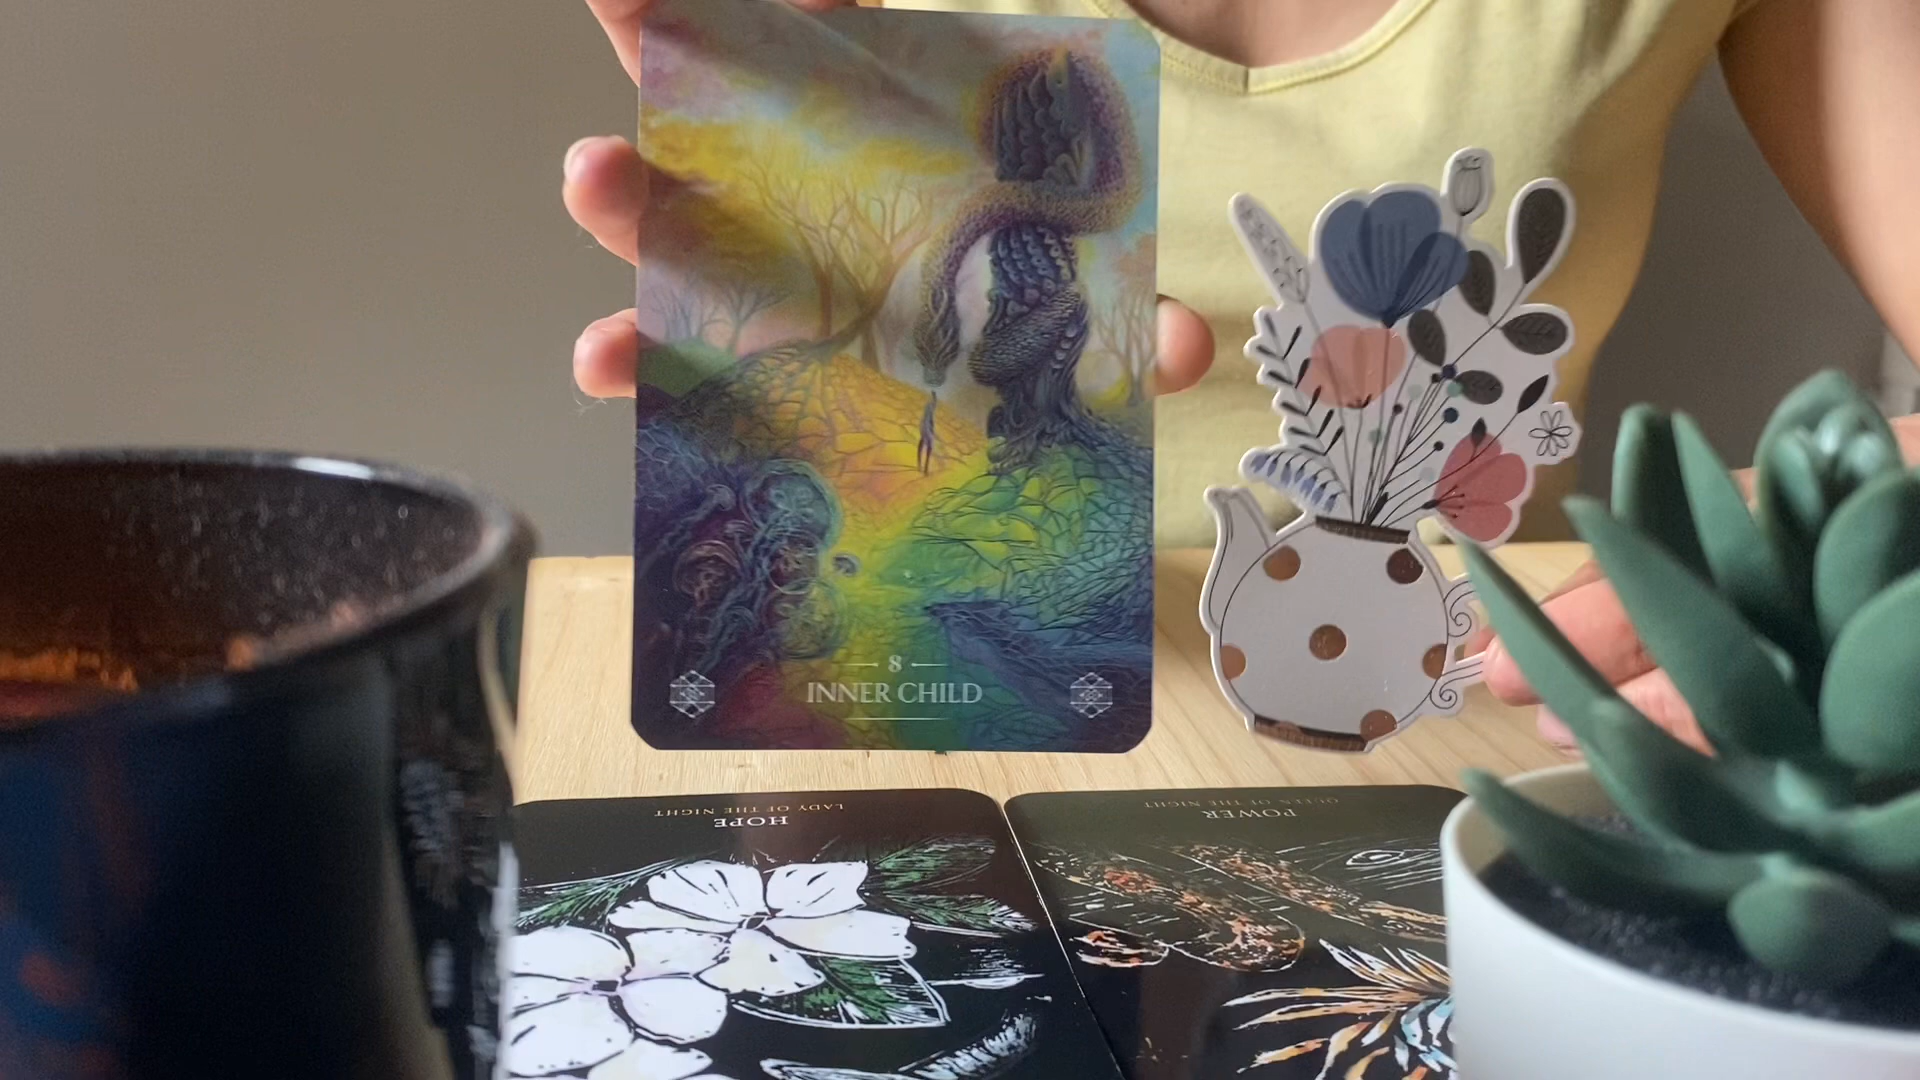 8
INNER CHILD
LADY OF THE NIGHT
HOPE
QUEEN OF THE NIGHT
POWER